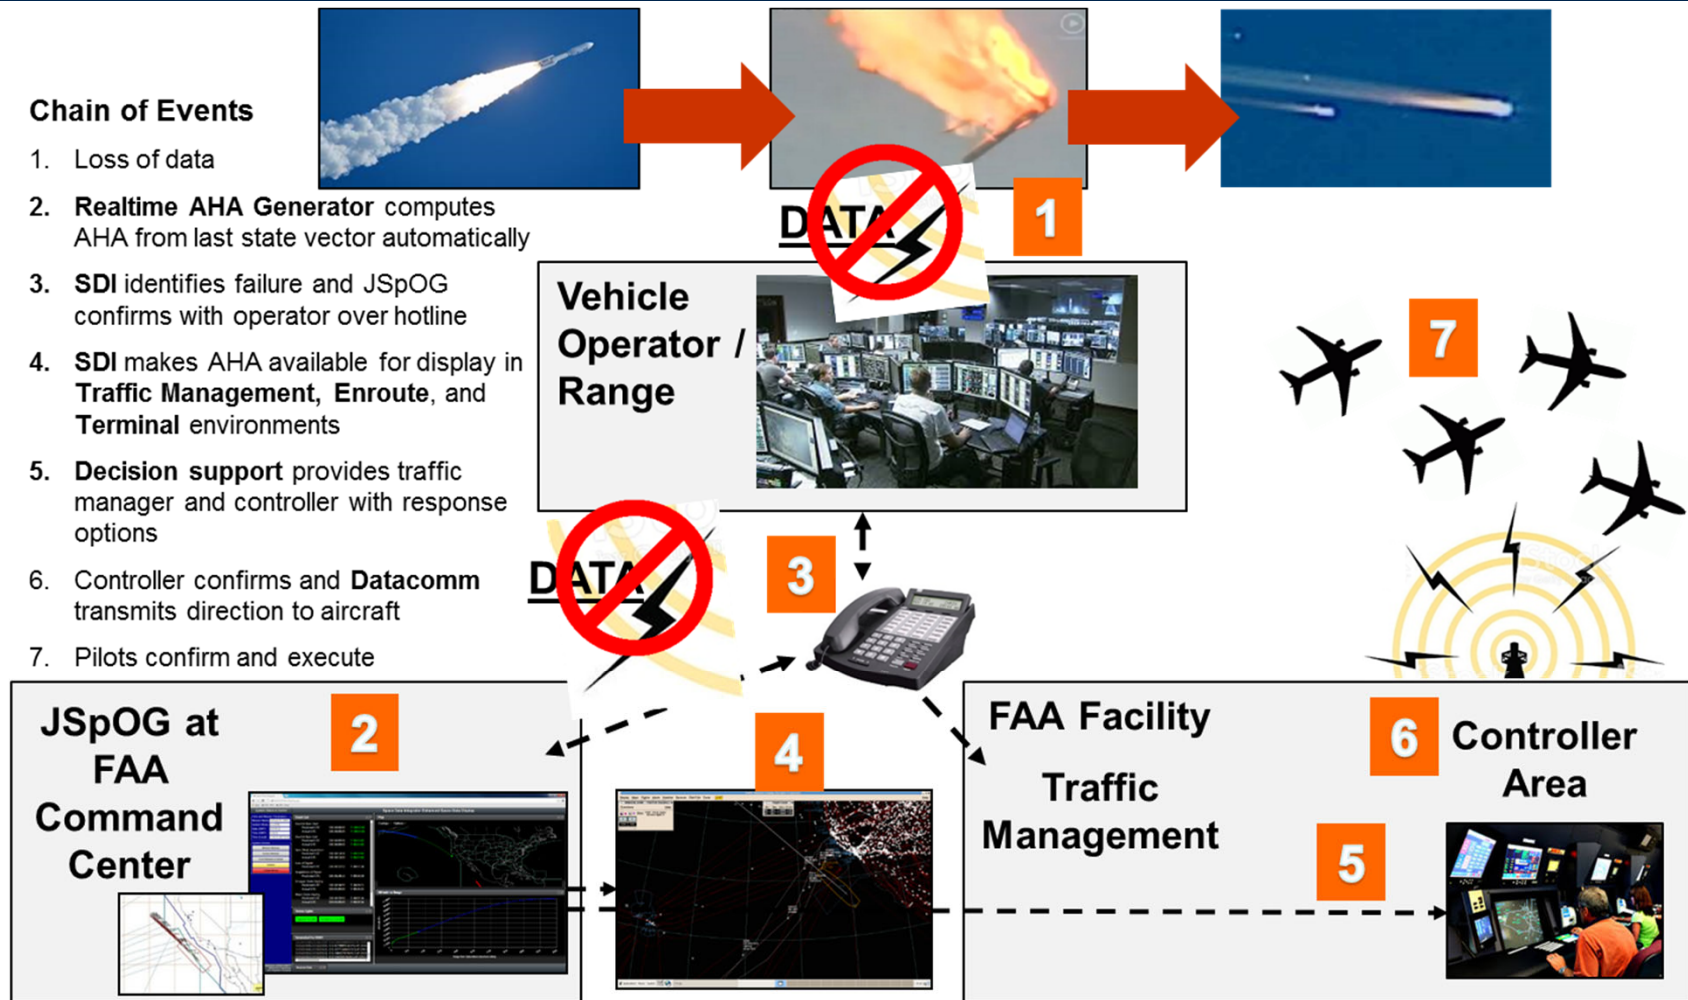 Chain of Events
1. Loss of data
2. Realtime AHA Generator computes
AHA from last state vector automatically
3. SDI identifies failure and JSpOG
confirms with operator over hotline
4. SDI makes AHA available for display in
Traffic Management, Enroute, and
Terminal environments
5. Decision support provides traffic
manager and controller with response
options
6. Controller confirms and Datacomm
transmits direction to aircraft
7. Pilots confirm and execute
DATA
1
Vehicle
Operator /
Range
7
DATA
3
JSpOG at
FAA
Command
Center
2
4
FAA Facility
Traffic
Management
6
Controller
Area
5